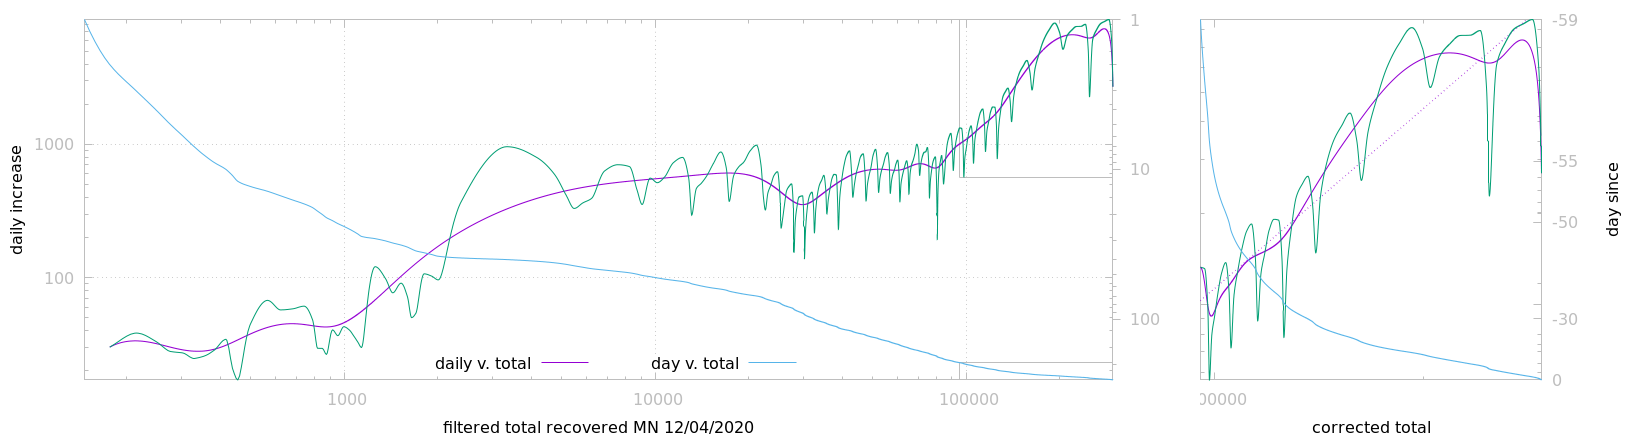 daily increase
1000
100
1
10
100
daily v. total
day v. total
1000
10000
100000
filtered total recovered MN 12/04/2020
-59
-55
-50
-30
0
day since
00000
corrected total